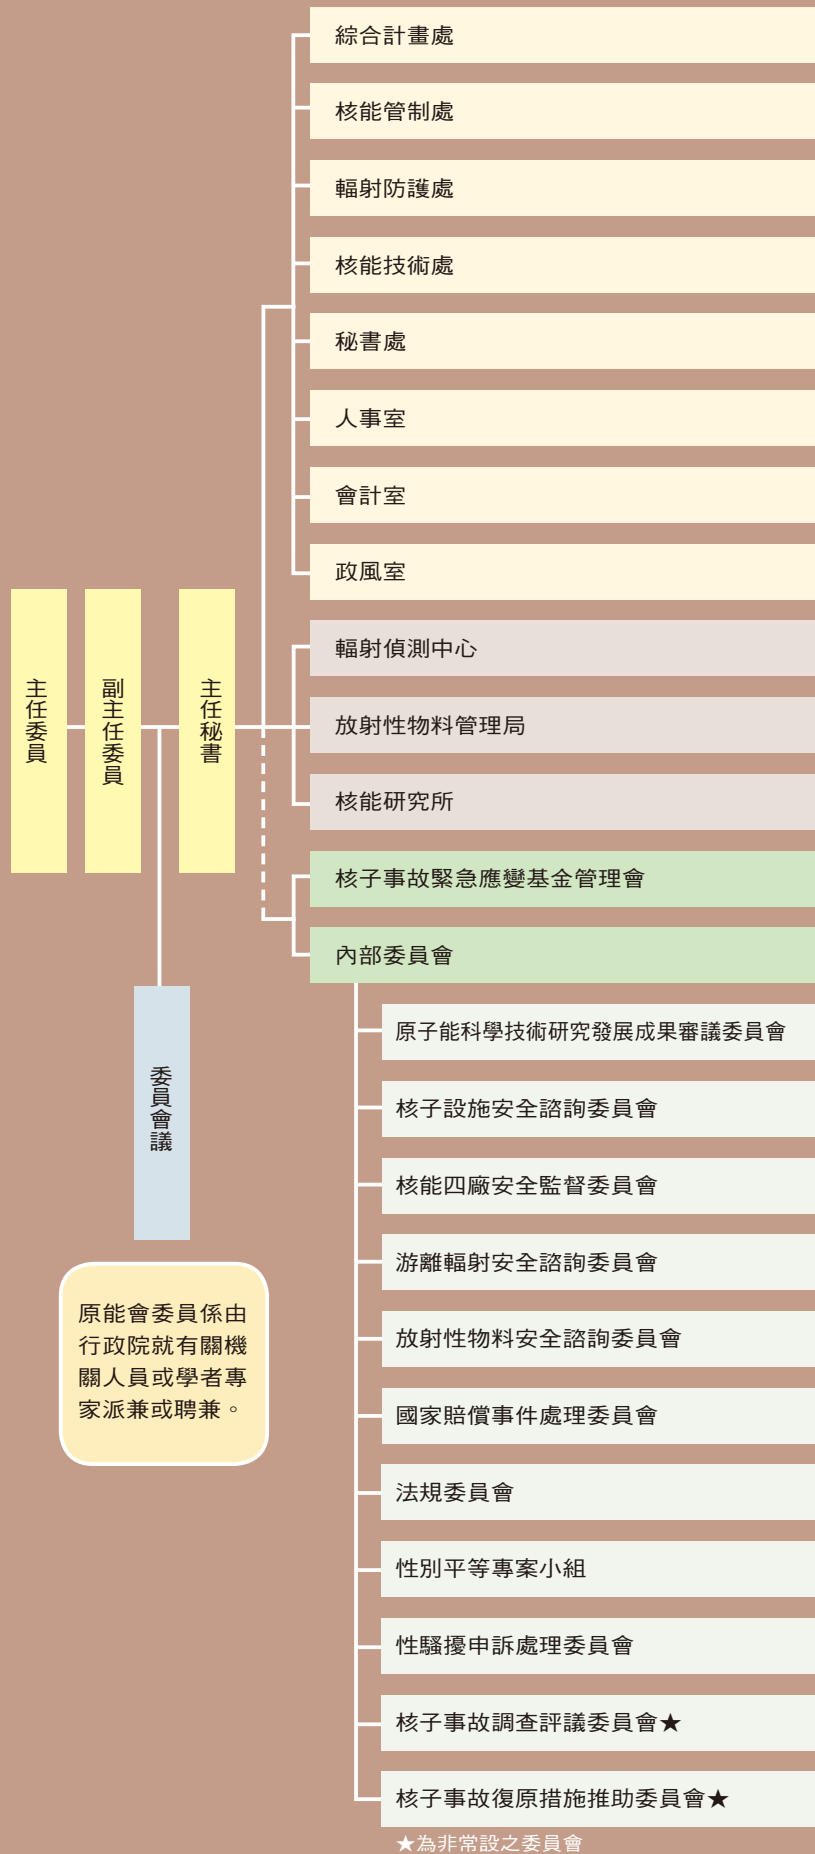 主任委員
副主任委員
主任秘書
委員會議
原能會委員係由
行政院就有關機
關人員或學者專
家派兼或聘兼。
綜合計畫處
核能管制處
輻射防護處
核能技術處
秘書處
人事室
會計室
政風室
輻射偵測中心
放射性物料管理局
核能研究所
核子事故緊急應變基金管理會
內部委員會
原子能科學技術研究發展成果審議委員會
核子設施安全諮詢委員會
核能四廠安全監督委員會
游離輻射安全諮詢委員會
放射性物料安全諮詢委員會
國家賠償事件處理委員會
法規委員會
性別平等專案小組
性騷擾申訴處理委員會
核子事故調查評議委員會★
核子事故復原措施推助委員會★
★為非常設之委員會